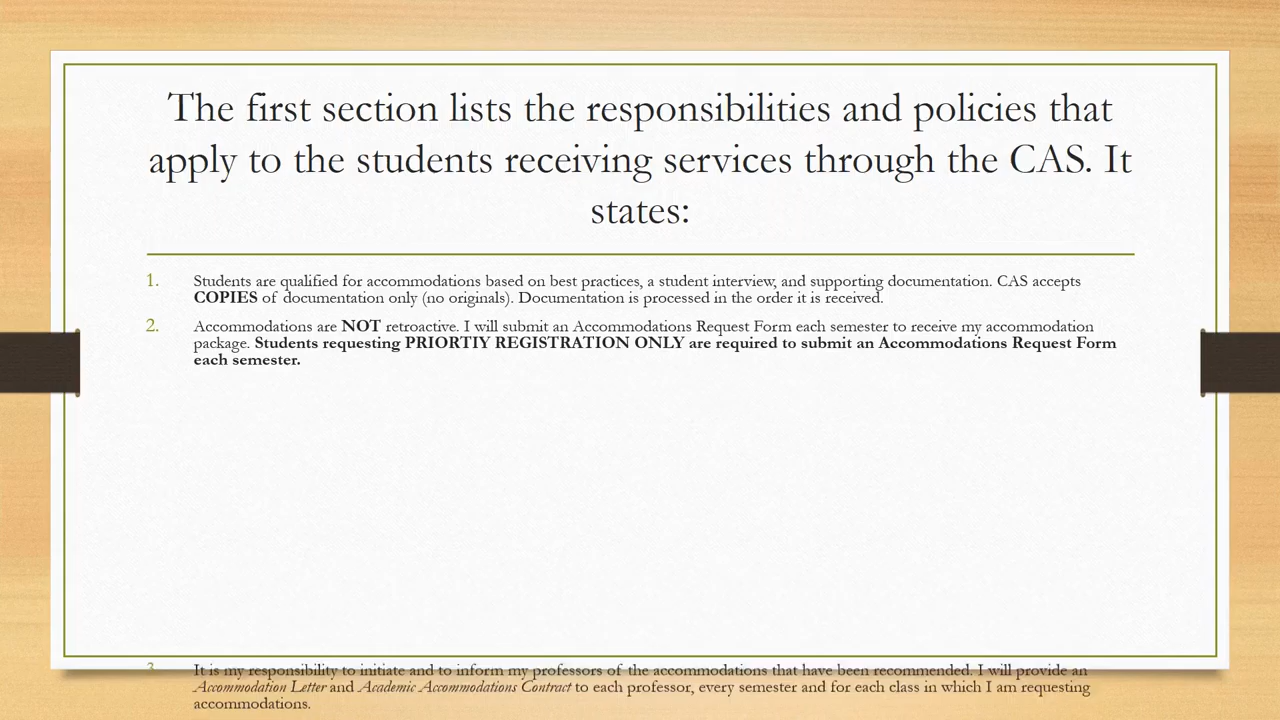 The first section lists the responsibilities and policies that
apply to the students receiving services through the CAS. It
states:
1. Students are qualified for accommodations based on best practices, a student interview, and supporting documentation. CAS accepts
COPIES of documentation only (no originals). Documentation is processed in the order it is received.
2. Accommodations are NOT retroactive. I will submit an Accommodations Request Form each semester to receive my accommodation
package. Students requesting PRIORTIY REGISTRATION ONLY are required to submit an Accommodations Request Form
each semester.
3. It is my responsibility to initiate and to inform my professors of the accommodations that have been recommended. I will provide an
Accommodation Letter and Academic Accommodations Contract to each professor, every semester and for each class in which I am requesting
accommodations.